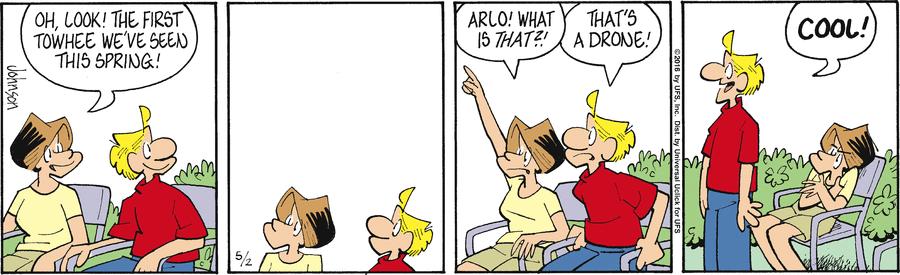 OH, LOOK! THE FIRST
TOWHEE WE'VE SEEN
THIS SPRING!
Johnson
5/2
ARLO! WHAT
IS THAT?!
THAT'S
A DRONE!
©2016 by UFS, Inc. Dist. by Universal Uclick for UFS
COOL!